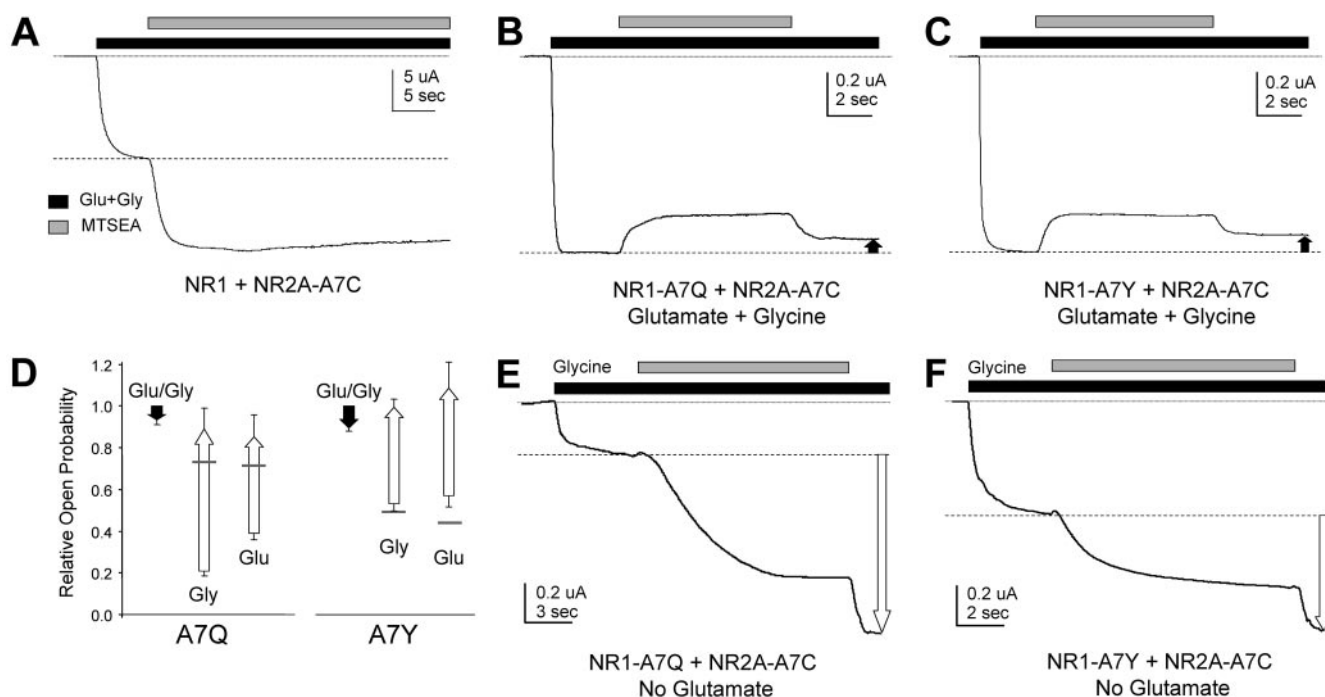 A
5 uA
5 sec
Glu+Gly
MTSEA
NR1 + NR2A-A7C
B
0.2 uA
2 sec
NR1-A7Q + NR2A-A7C
Glutamate + Glycine
C
0.2 uA
2 sec
NR1-A7Y + NR2A-A7C
Glutamate + Glycine
D
Relative Open Probability
1.2
1.0
0.8
0.6
0.4
0.2
0.0
Glu/Gly
Gly
Glu
A7Q
Glu/Gly
Gly
Glu
A7Y
E
Glycine
0.2 uA
3 sec
NR1-A7Q + NR2A-A7C
No Glutamate
F
Glycine
0.2 uA
2 sec
NR1-A7Y + NR2A-A7C
No Glutamate